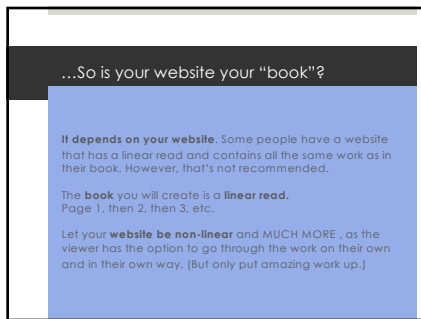 …So is your website your “book”?
It depends on your website. Some people have a website
that has a linear read and contains all the same work as in
their book. However, that’s not recommended.
The book you will create is a linear read.
Page 1, then 2, then 3, etc.
Let your website be non-linear and MUCH MORE , as the
viewer has the option to go through the work on their own
and in their own way. (But only put amazing work up.)